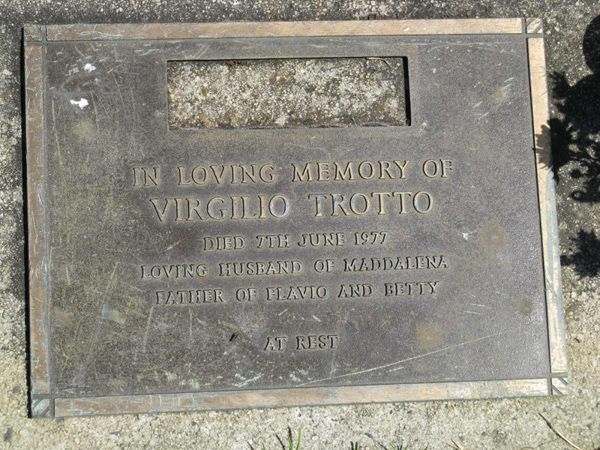 IN LOVING MEMORY OF
VIRGILIO TROTTO
DIED 7TH JUNE 1977
LOVING HUSBAND OF MADDALENA
FATHER OF FLAVIO AND BETTY
AT REST